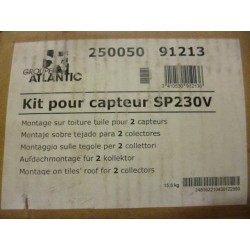 GROUPE
ATLANTIC
250050 91213
Kit pour capteur SP230V
Montage sur toiture tuile pour 2 capteurs
Montaje sobre tejado para 2 colectores
Montaggio sulle tegole per 2 collettori
Aufdachmontage für 2 kollektor
Montage on tiles' roof for 2 collectors